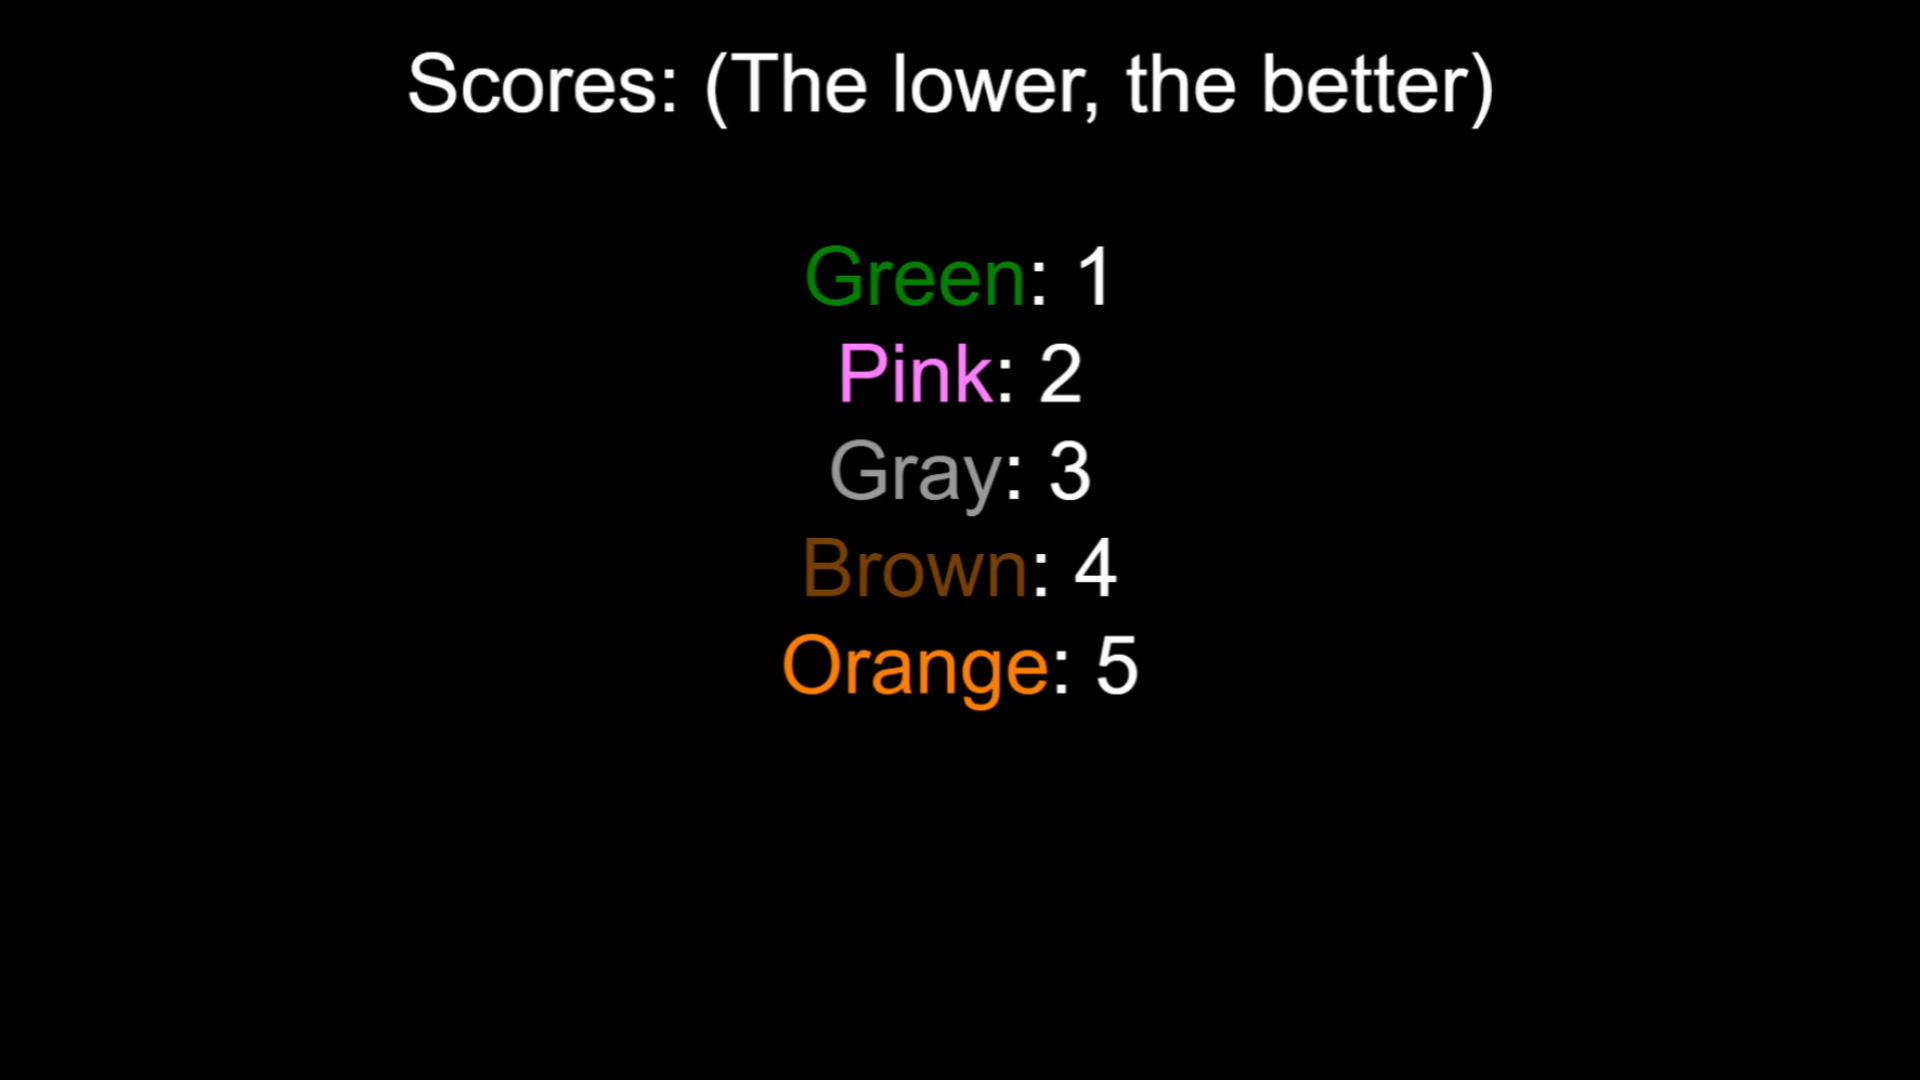 Scores: (The lower, the better)
Green: 1
Pink: 2
Gray: 3
Brown: 4
Orange: 5